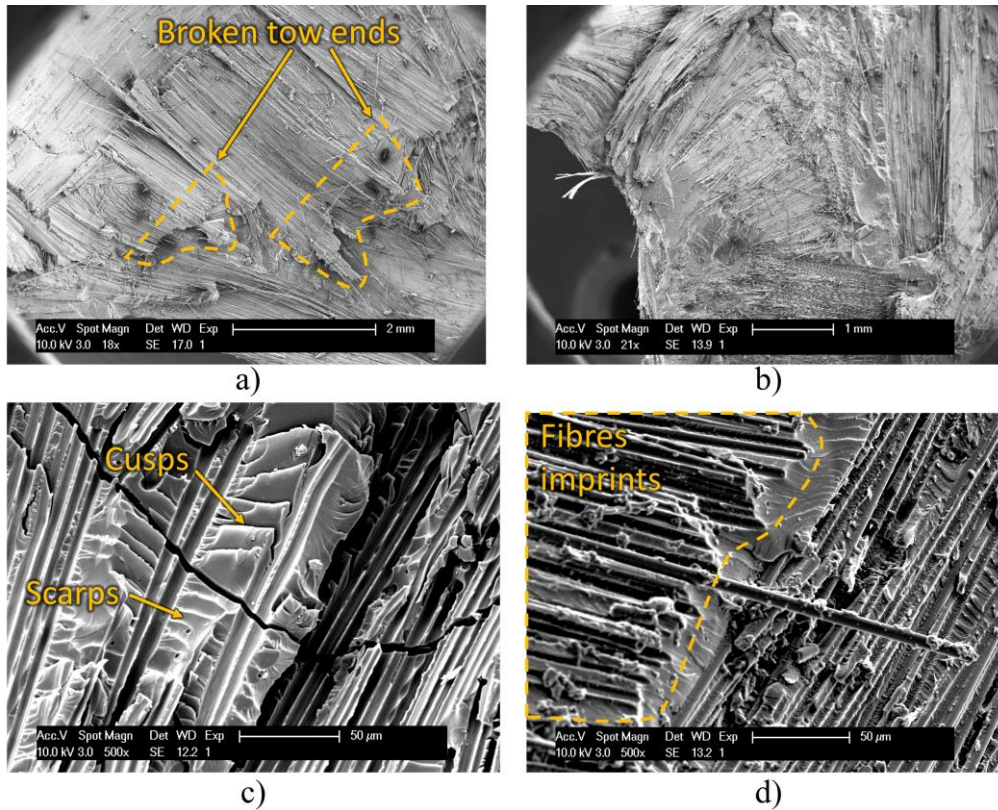 Broken tow ends
Acc.V Spot Magn Det WD Exp 2 mm
10.0 kV 3.0 18x SE 17.0 1
a)
Acc.V Spot Magn Det WD Exp 1 mm
10.0 kV 3.0 21x SE 13.9 1
b)
Cusps
Scarps
Acc.V Spot Magn Det WD Exp 50 µm
10.0 kV 3.0 500x SE 12.2 1
c)
Fibres
imprints
Acc.V Spot Magn Det WD Exp 50 µm
10.0 kV 3.0 500x SE 13.2 1
d)